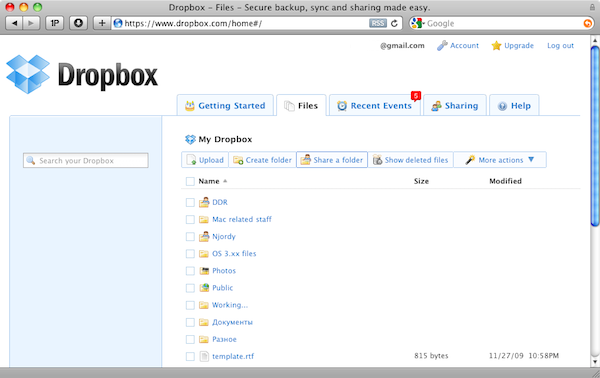 Dropbox – Files – Secure backup, sync and sharing made easy.
1P https://www.dropbox.com/home#/ RSS Google
@gmail.com Account Upgrade Log out
Dropbox
Getting Started Files Recent Events 5 Sharing Help
My Dropbox
Search your Dropbox
Upload Create folder Share a folder Show deleted files More actions
Name Size Modified
DDR
Mac related staff
Njordy
OS 3.xx files
Photos
Public
Working...
Документы
Разное
template.rtf 815 bytes 11/27/09 10:58PM